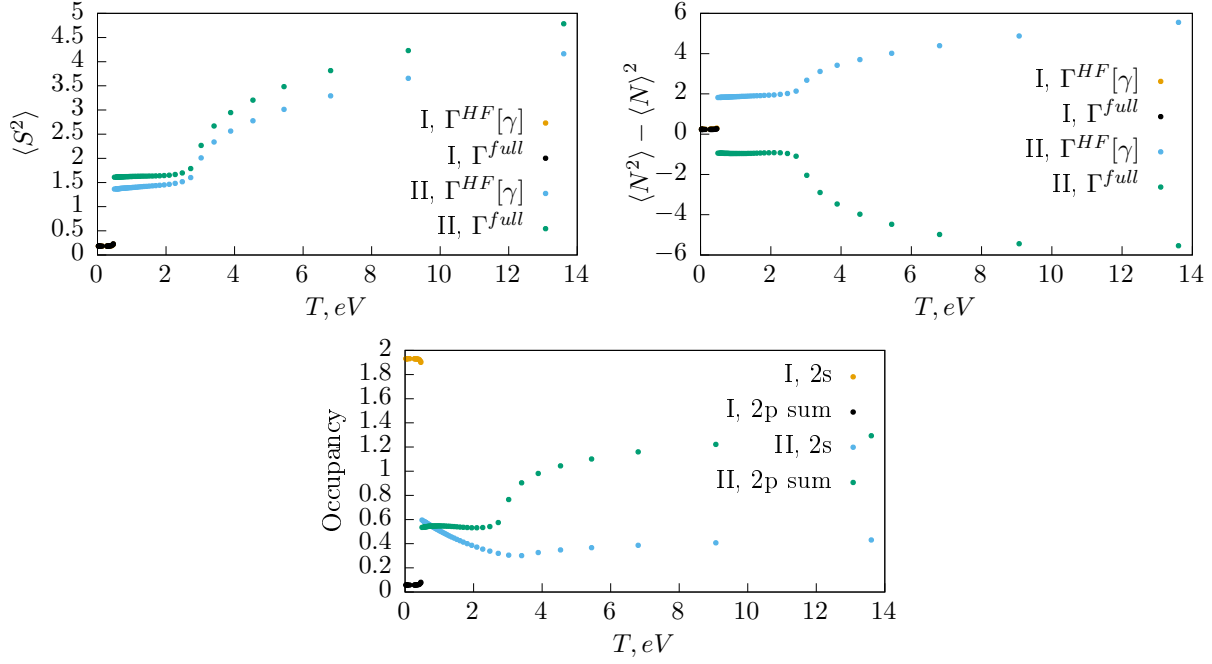 ⟨S²⟩
5
4.5
4
3.5
3
2.5
2
1.5
1
0.5
0
0 2 4 6 8 10 12 14
T, eV
I, Γ^{HF}[γ]
I, Γ^{full}
II, Γ^{HF}[γ]
II, Γ^{full}
⟨N²⟩ − ⟨N⟩²
6
4
2
0
−2
−4
−6
0 2 4 6 8 10 12 14
T, eV
I, Γ^{HF}[γ]
I, Γ^{full}
II, Γ^{HF}[γ]
II, Γ^{full}
Occupancy
2
1.8
1.6
1.4
1.2
1
0.8
0.6
0.4
0.2
0
0 2 4 6 8 10 12 14
T, eV
I, 2s
I, 2p sum
II, 2s
II, 2p sum